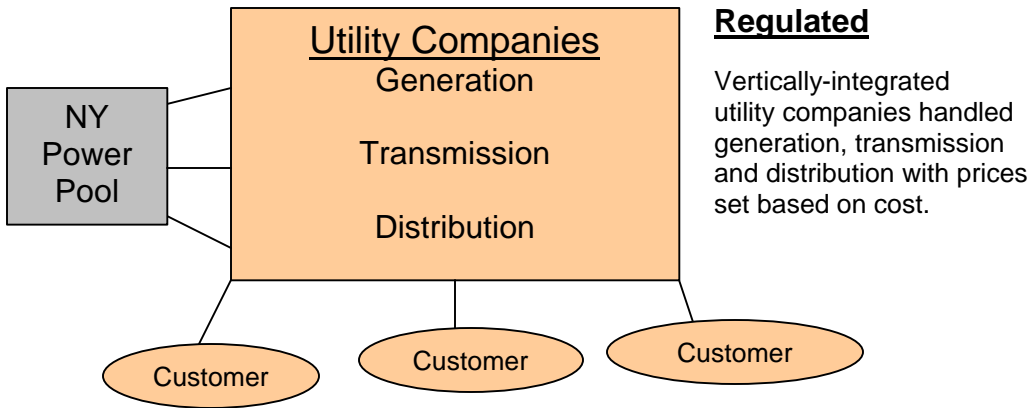 Utility Companies
Generation
Transmission
Distribution
NY
Power
Pool
Regulated
Vertically-integrated
utility companies handled
generation, transmission
and distribution with prices
set based on cost.
Customer
Customer
Customer